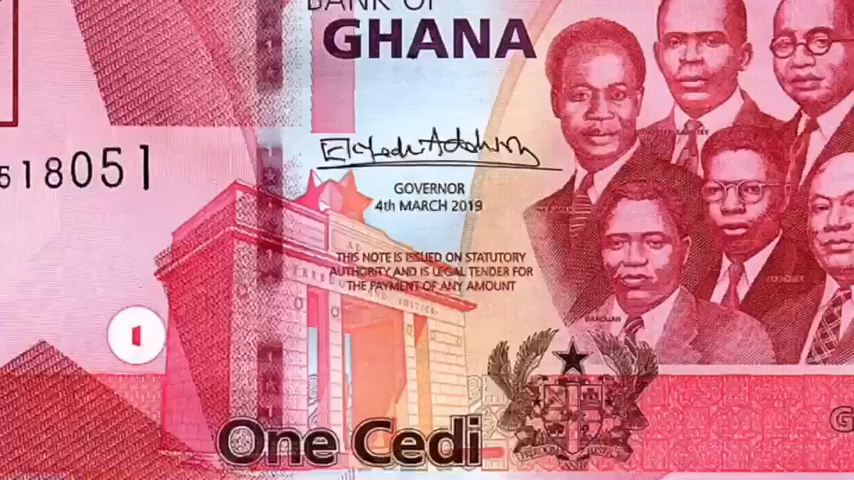 BANK OF
GHANA
518051
GOVERNOR
4th MARCH 2019
THIS NOTE IS ISSUED ON STATUTORY
AUTHORITY AND IS LEGAL TENDER FOR
THE PAYMENT OF ANY AMOUNT
One Cedi
G